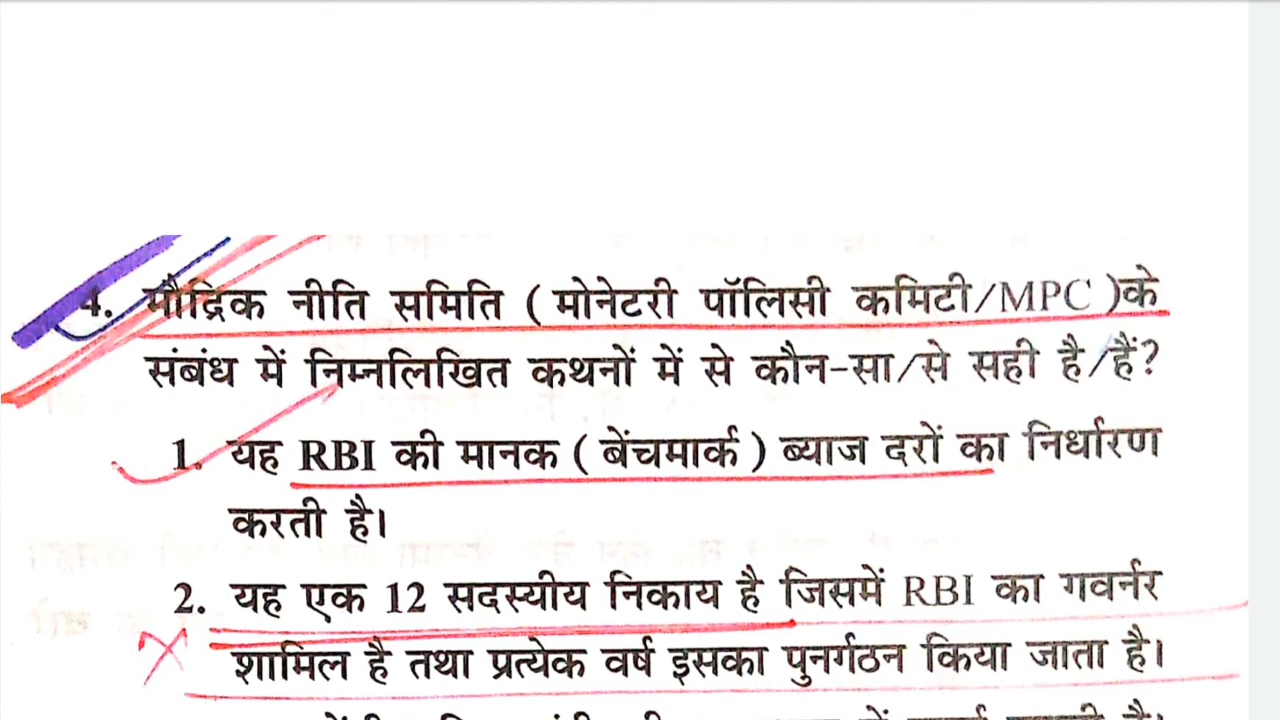 4. मौद्रिक नीति समिति ( मोनेटरी पॉलिसी कमिटी/MPC )के
संबंध में निम्नलिखित कथनों में से कौन-सा/से सही है/हैं?
1. यह RBI की मानक ( बेंचमार्क ) ब्याज दरों का निर्धारण
करती है।
2. यह एक 12 सदस्यीय निकाय है जिसमें RBI का गवर्नर
शामिल है तथा प्रत्येक वर्ष इसका पुनर्गठन किया जाता है।